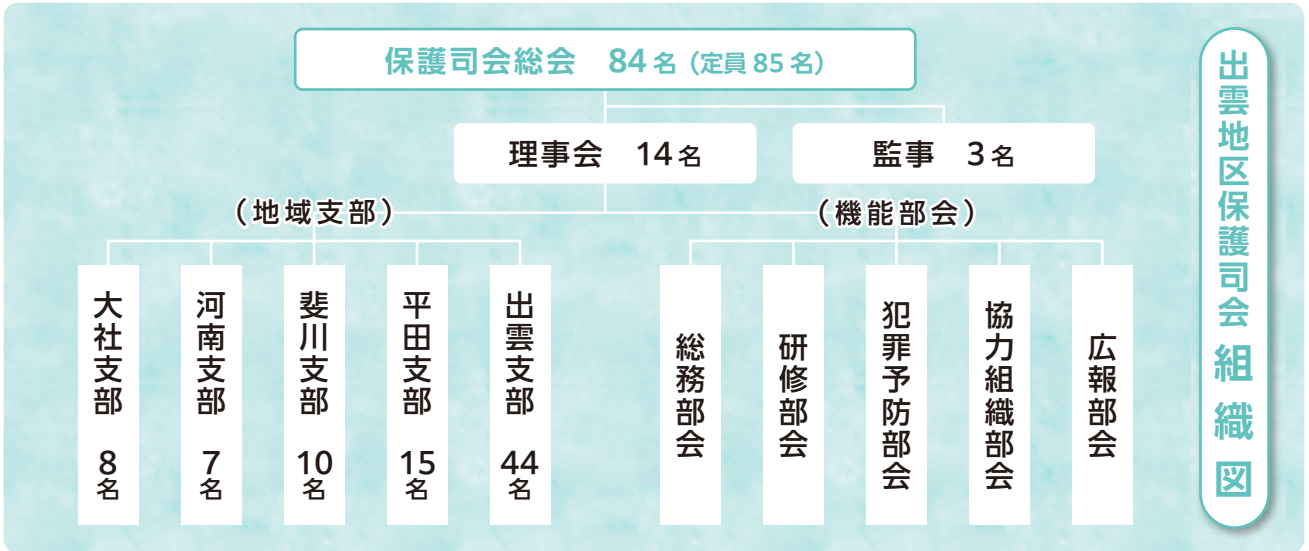 出雲地区保護司会 組織図
保護司会総会 84名（定員85名）
理事会 14名
監事 3名
（地域支部）
（機能部会）
大社支部 8名
河南支部 7名
斐川支部 10名
平田支部 15名
出雲支部 44名
総務部会
研修部会
犯罪予防部会
協力組織部会
広報部会